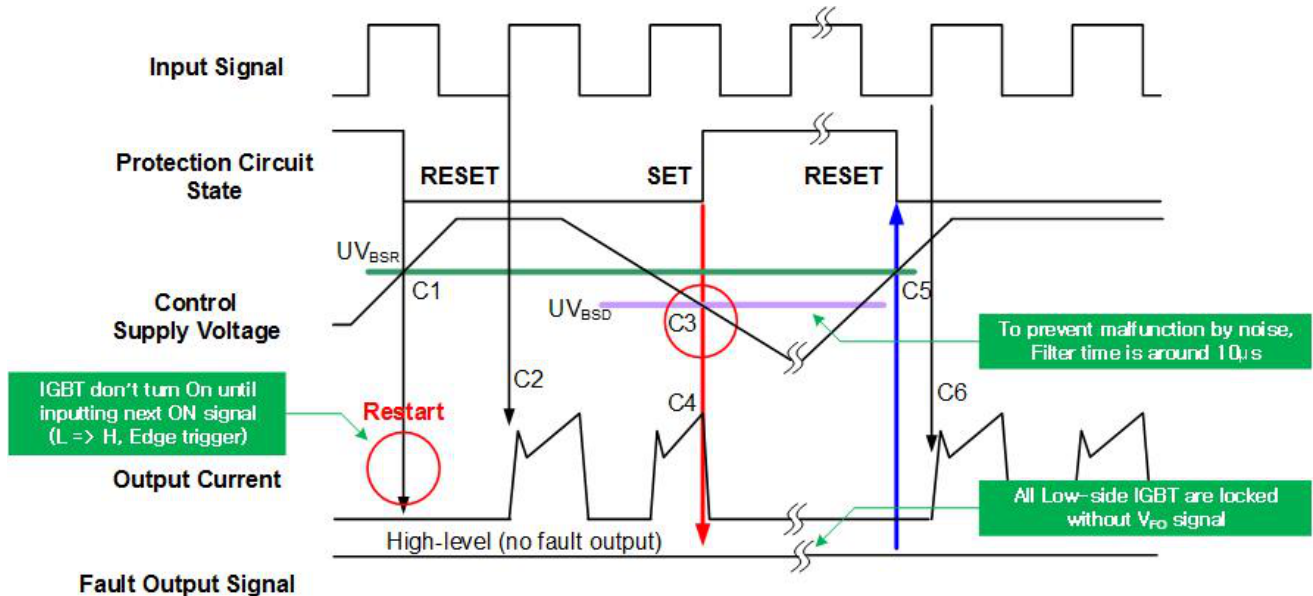 Input Signal
Protection Circuit
State
RESET
SET
RESET
UVBSR
C1
C5
Control
Supply Voltage
UVBSD
C3
To prevent malfunction by noise,
Filter time is around 10µs
IGBT don't turn On until
inputting next ON signal
(L => H, Edge trigger)
Restart
C2
C4
C6
Output Current
All Low-side IGBT are locked
without VFO signal
High-level (no fault output)
Fault Output Signal